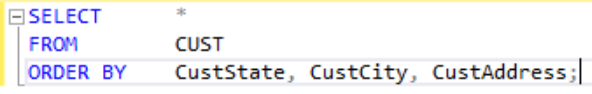 SELECT *
FROM CUST
ORDER BY CustState, CustCity, CustAddress;